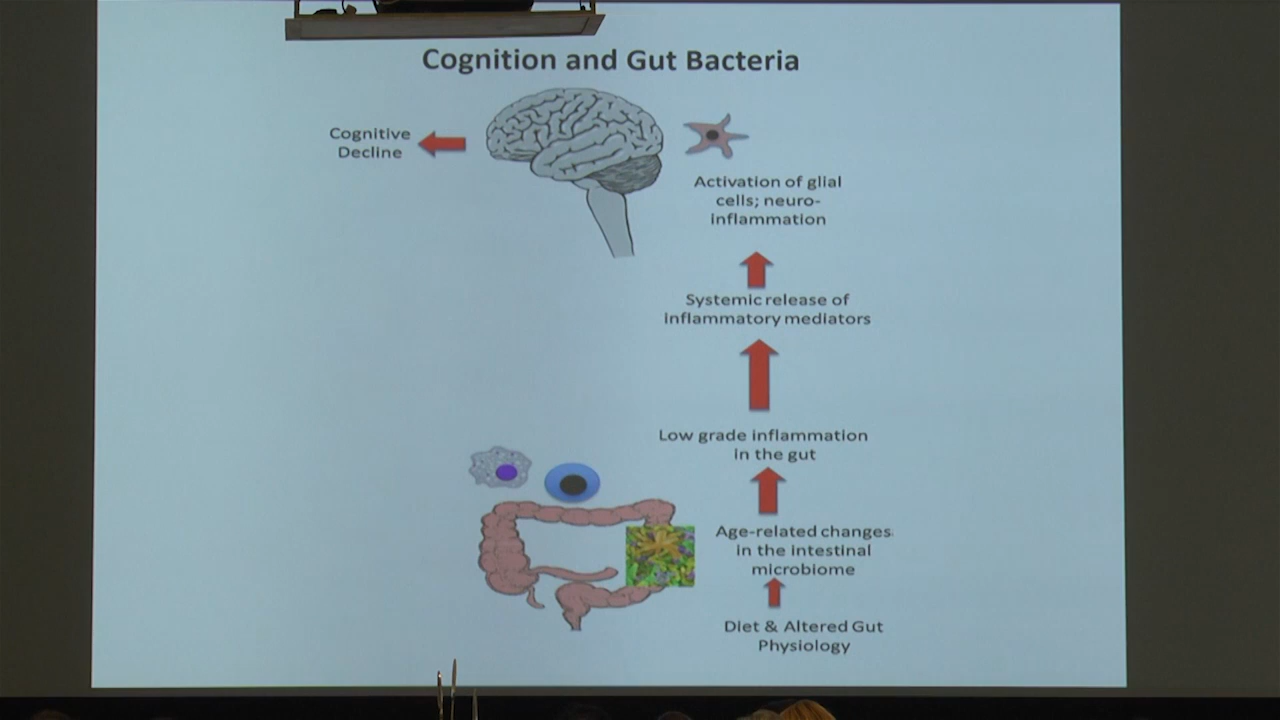 Cognition and Gut Bacteria
Cognitive
Decline
Activation of glial
cells; neuro-
inflammation
Systemic release of
inflammatory mediators
Low grade inflammation
in the gut
Age-related changes
in the intestinal
microbiome
Diet & Altered Gut
Physiology